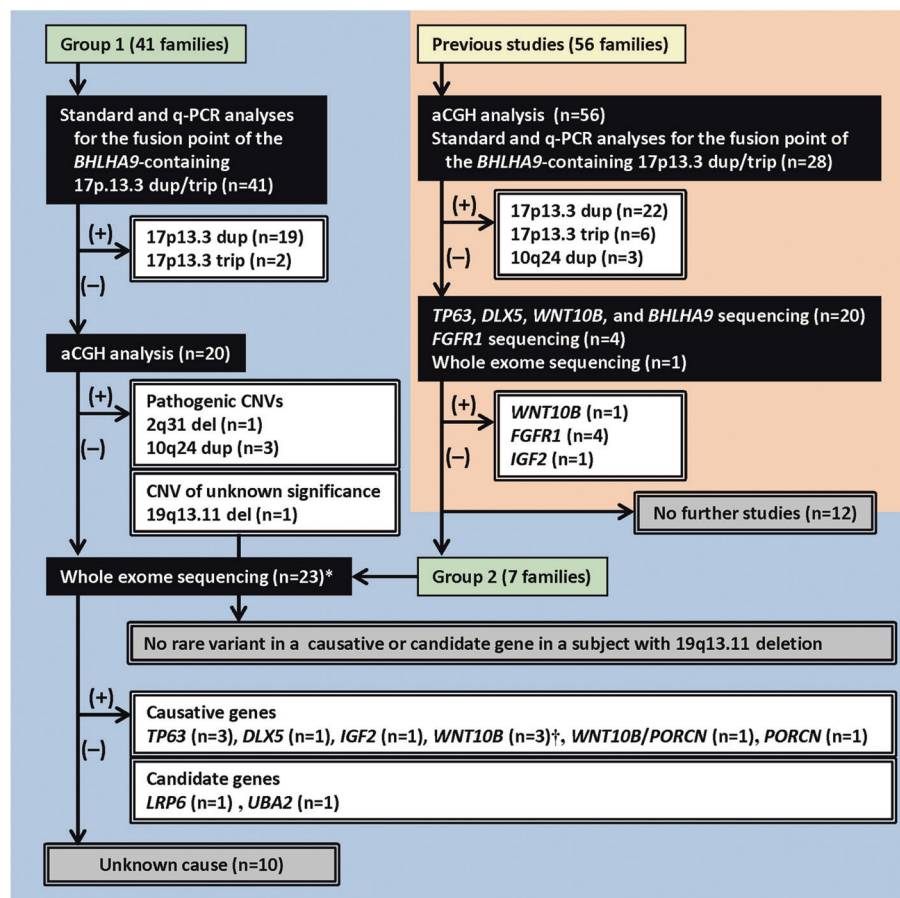 Group 1 (41 families)
Standard and q-PCR analyses
for the fusion point of the
BHLHA9-containing
17p.13.3 dup/trip (n=41)
(+)
17p13.3 dup (n=19)
17p13.3 trip (n=2)
(−)
aCGH analysis (n=20)
(+)
Pathogenic CNVs
2q31 del (n=1)
10q24 dup (n=3)
(−)
CNV of unknown significance
19q13.11 del (n=1)
Previous studies (56 families)
aCGH analysis (n=56)
Standard and q-PCR analyses for the fusion point of
the BHLHA9-containing 17p13.3 dup/trip (n=28)
(+)
17p13.3 dup (n=22)
17p13.3 trip (n=6)
10q24 dup (n=3)
(−)
TP63, DLX5, WNT10B, and BHLHA9 sequencing (n=20)
FGFR1 sequencing (n=4)
Whole exome sequencing (n=1)
(+)
WNT10B (n=1)
FGFR1 (n=4)
IGF2 (n=1)
(−)
No further studies (n=12)
Group 2 (7 families)
Whole exome sequencing (n=23)*
No rare variant in a causative or candidate gene in a subject with 19q13.11 deletion
(+)
Causative genes
TP63 (n=3), DLX5 (n=1), IGF2 (n=1), WNT10B (n=3)†, WNT10B/PORCN (n=1), PORCN (n=1)
(−)
Candidate genes
LRP6 (n=1) , UBA2 (n=1)
Unknown cause (n=10)